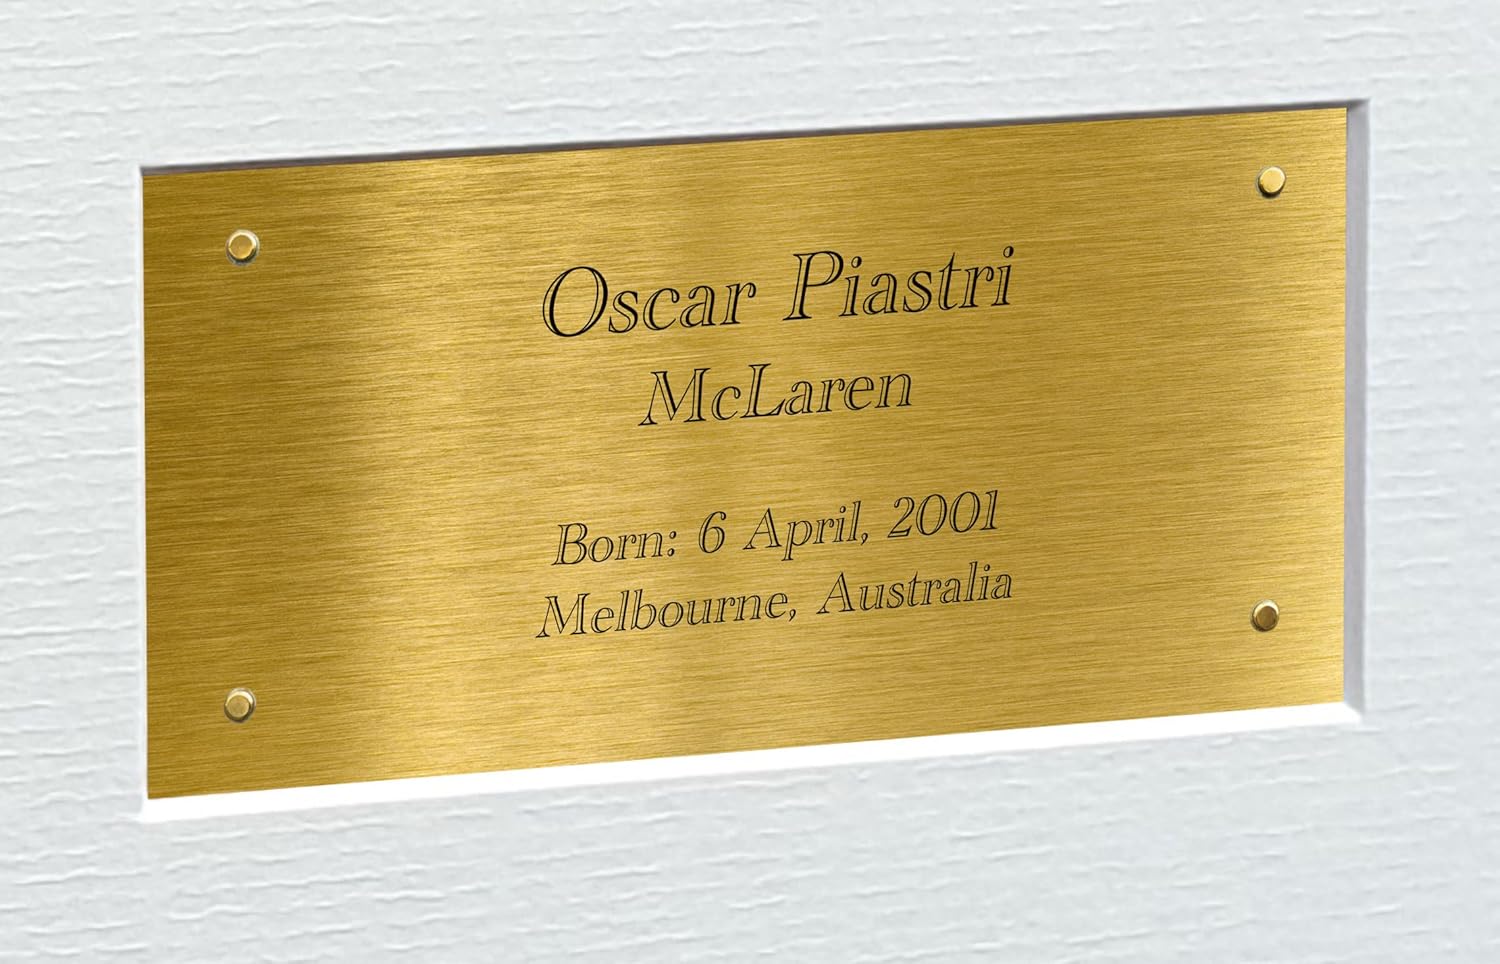 Oscar Piastri
McLaren
Born: 6 April, 2001
Melbourne, Australia